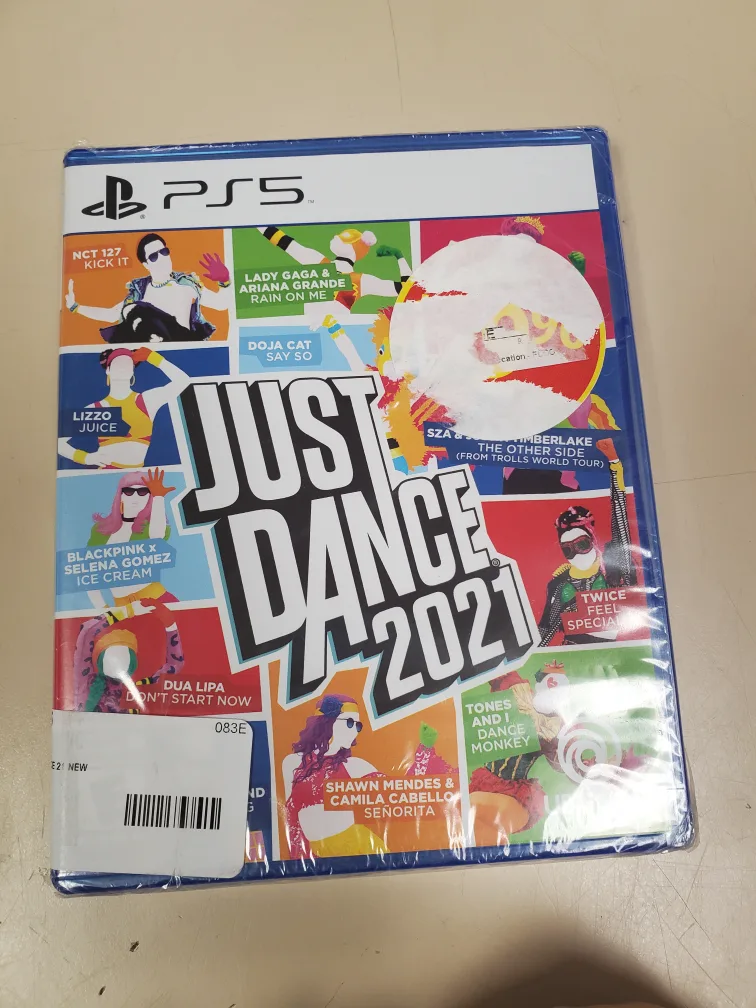 PS5
NCT 127
KICK IT
LADY GAGA &
ARIANA GRANDE
RAIN ON ME
DOJA CAT
SAY SO
LIZZO
JUICE
SZA &
TIMBERLAKE
THE OTHER SIDE
(FROM TROLLS WORLD TOUR)
JUST
DANCE
2021
BLACKPINK X
SELENA GOMEZ
ICE CREAM
TWICE
FEEL
SPECIAL
DUA LIPA
DON'T START NOW
TONES
AND I
DANCE
MONKEY
083E
NEW
SHAWN MENDES &
CAMILA CABELLO
SEÑORITA